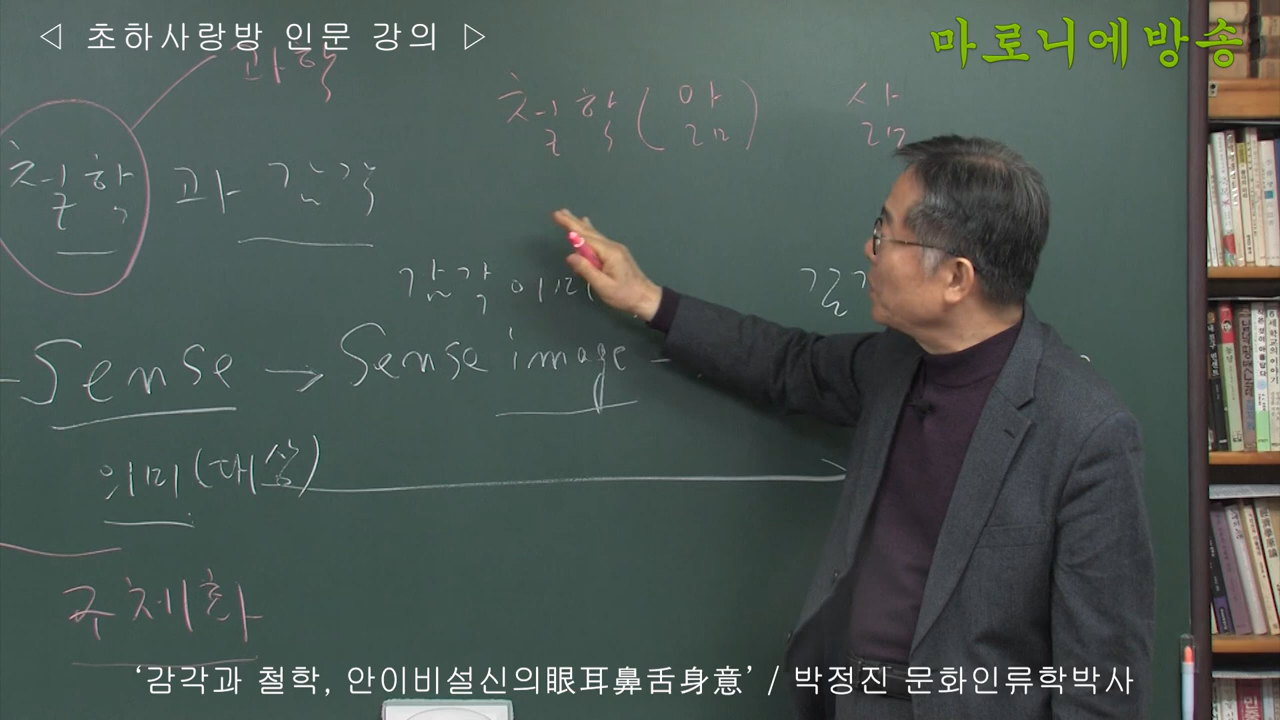 ◁ 초하사랑방 인문 강의 ▷
마로니에방송
과학
철학(앎) 삶
철학과 감각
감각 이미
Sense → Sense image -
의미(대상)
주체화
‘감각과 철학, 안이비설신의眼耳鼻舌身意’ / 박정진 문화인류학박사